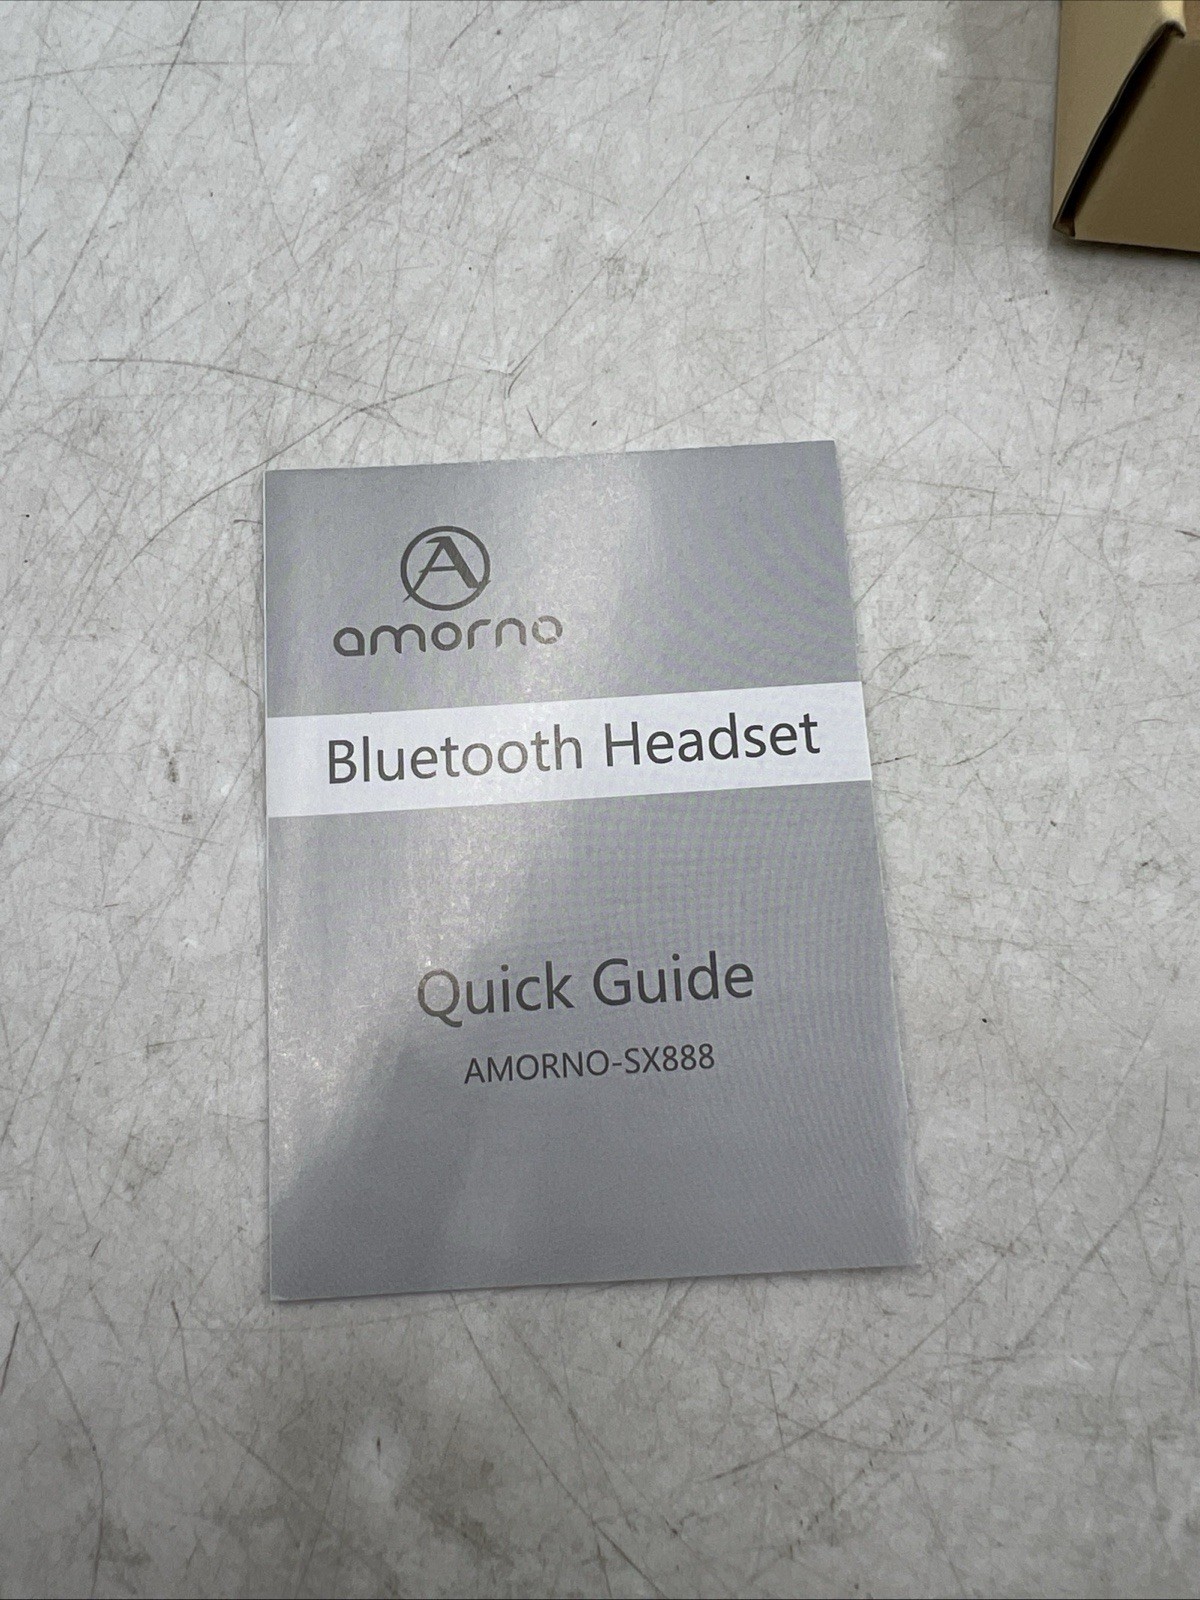 A
amorno
Bluetooth Headset
Quick Guide
AMORNO-SX888